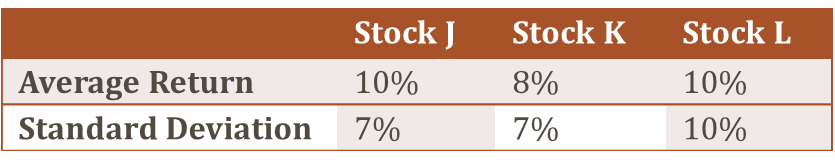 Stock J Stock K Stock L
Average Return 10% 8% 10%
Standard Deviation 7% 7% 10%